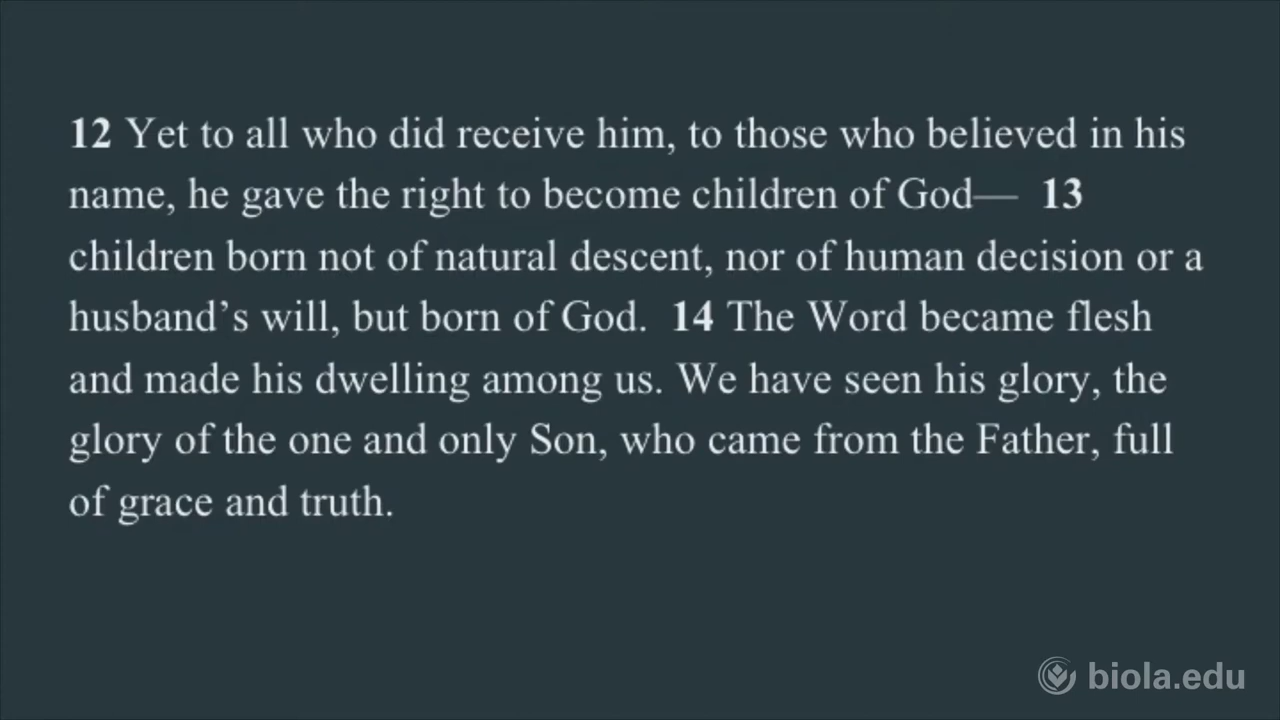 12 Yet to all who did receive him, to those who believed in his
name, he gave the right to become children of God— 13
children born not of natural descent, nor of human decision or a
husband’s will, but born of God. 14 The Word became flesh
and made his dwelling among us. We have seen his glory, the
glory of the one and only Son, who came from the Father, full
of grace and truth.
biola.edu